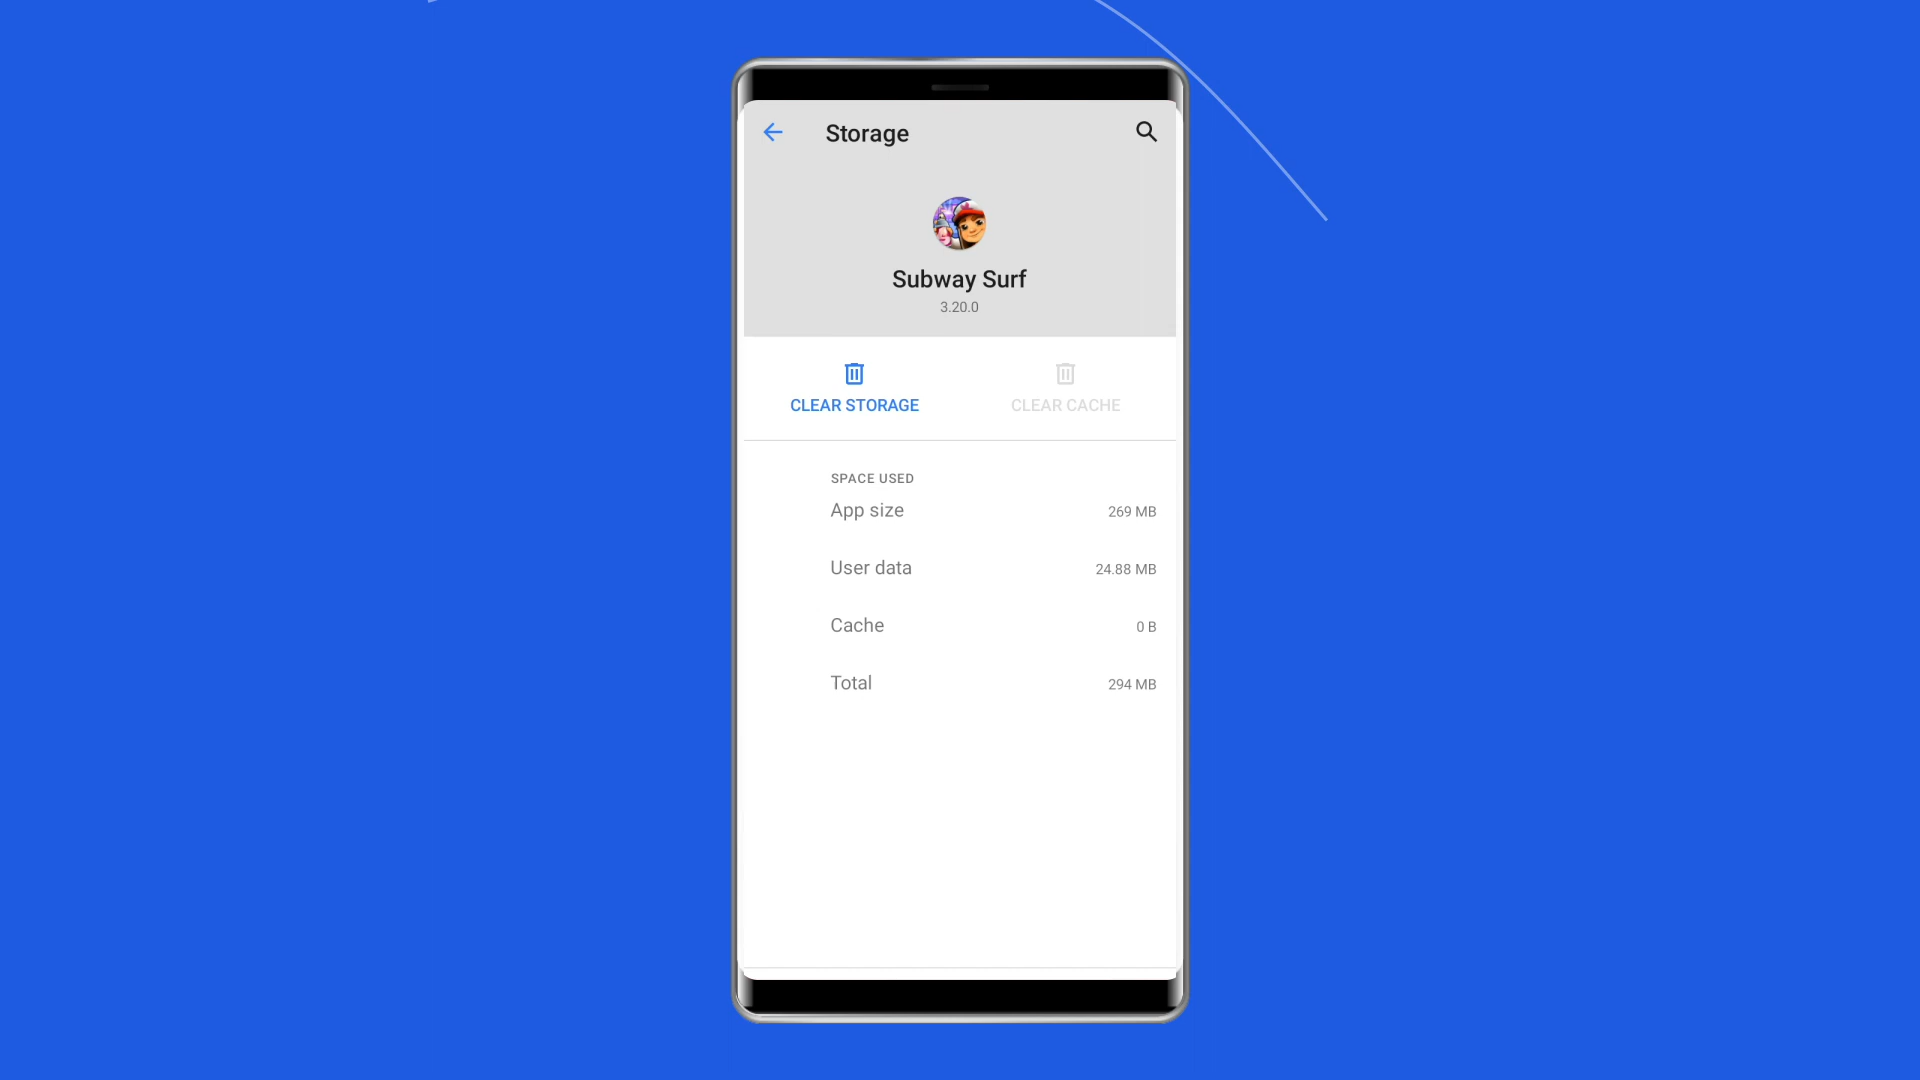 Storage
Subway Surf
3.20.0
CLEAR STORAGE
CLEAR CACHE
SPACE USED
App size
269 MB
User data
24.88 MB
Cache
0 B
Total
294 MB